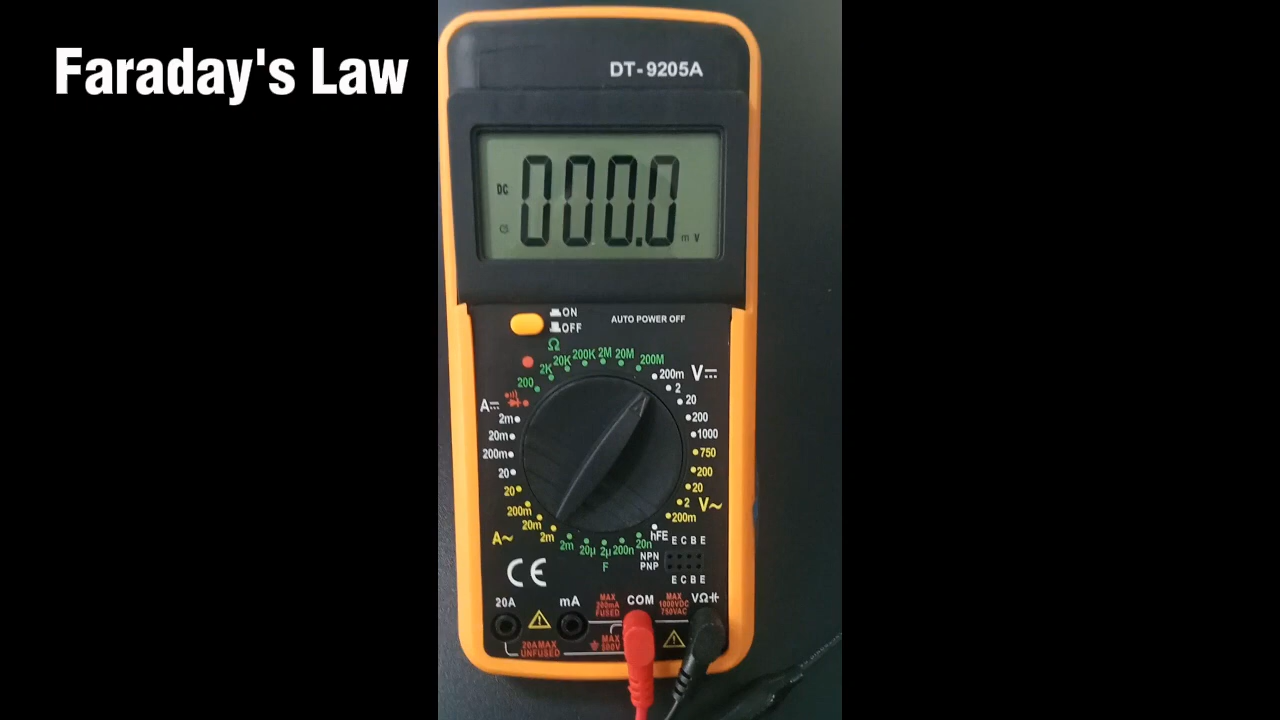 Faraday's Law
DT-9205A
DC
000.0
m V
ON
OFF
AUTO POWER OFF
Ω
200 2K 20K 200K 2M 20M 200M
200m V
2
20
200
1000
750
200
20
2 V~
200m
A
2m
20m
200m
20
20
200m
20m
A~ 2m
2m 20µ 2µ 200n 20n
F
hFE
E C B E
NPN
PNP
E C B E
CE
20A mA COM VΩ
MAX
200mA
FUSED
MAX
1000VDC
750VAC
20A MAX
UNFUSED
MAX
500V